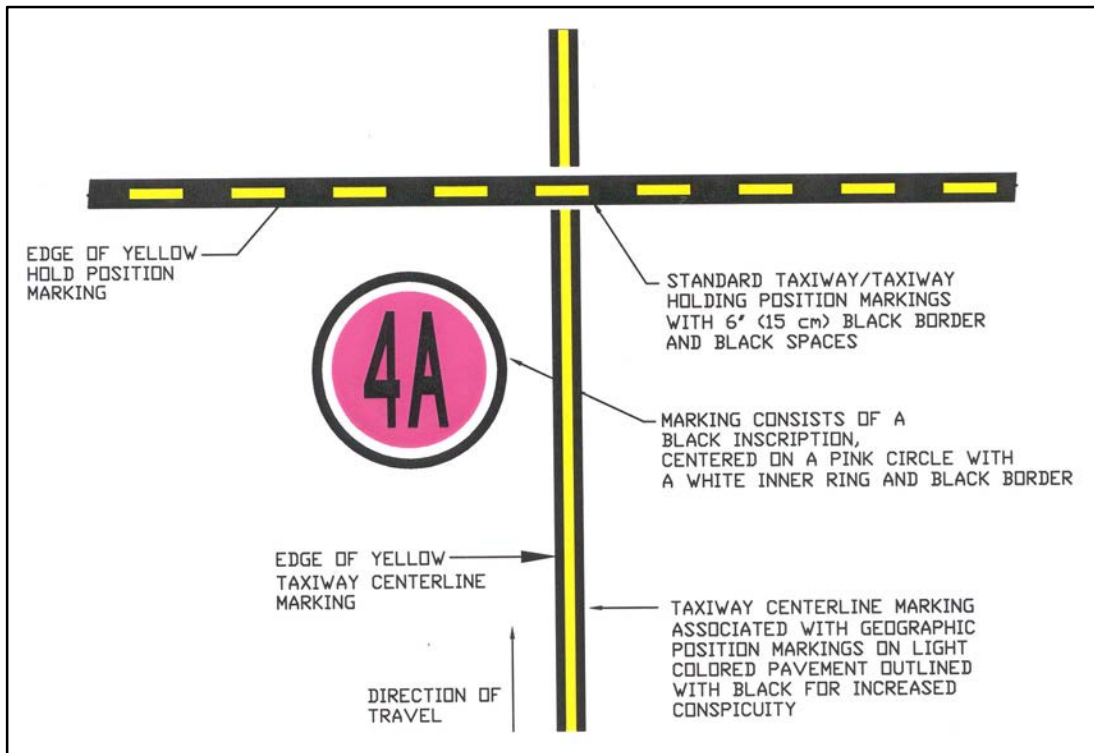 EDGE OF YELLOW
HOLD POSITION
MARKING
4A
STANDARD TAXIWAY/TAXIWAY
HOLDING POSITION MARKINGS
WITH 6" (15 cm) BLACK BORDER
AND BLACK SPACES
MARKING CONSISTS OF A
BLACK INSCRIPTION,
CENTERED ON A PINK CIRCLE WITH
A WHITE INNER RING AND BLACK BORDER
EDGE OF YELLOW
TAXIWAY CENTERLINE
MARKING
TAXIWAY CENTERLINE MARKING
ASSOCIATED WITH GEOGRAPHIC
POSITION MARKINGS ON LIGHT
COLORED PAVEMENT OUTLINED
WITH BLACK FOR INCREASED
CONSPICUITY
DIRECTION OF
TRAVEL